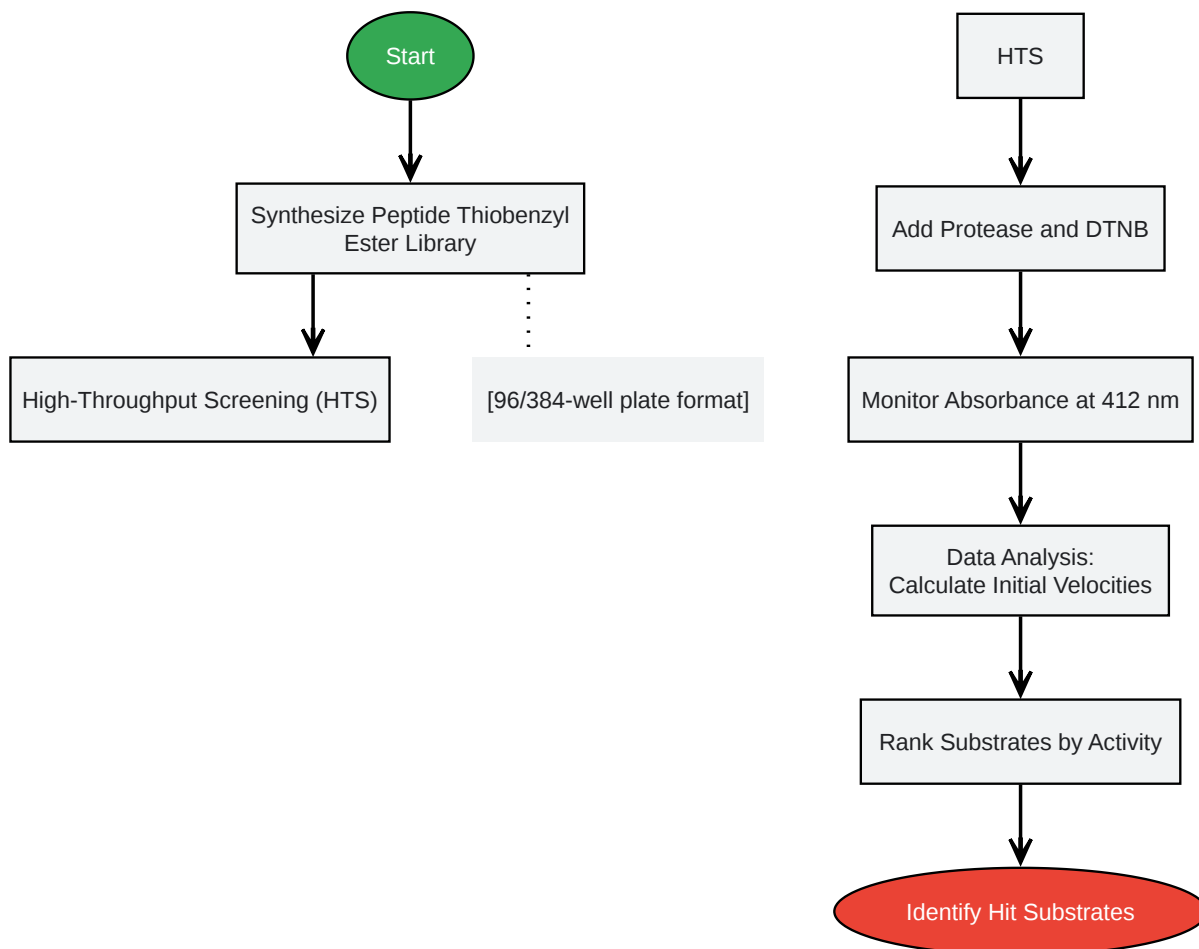 Start
Synthesize Peptide Thiobenzyl
Ester Library
High-Throughput Screening (HTS)
[96/384-well plate format]
HTS
Add Protease and DTNB
Monitor Absorbance at 412 nm
Data Analysis:
Calculate Initial Velocities
Rank Substrates by Activity
Identify Hit Substrates